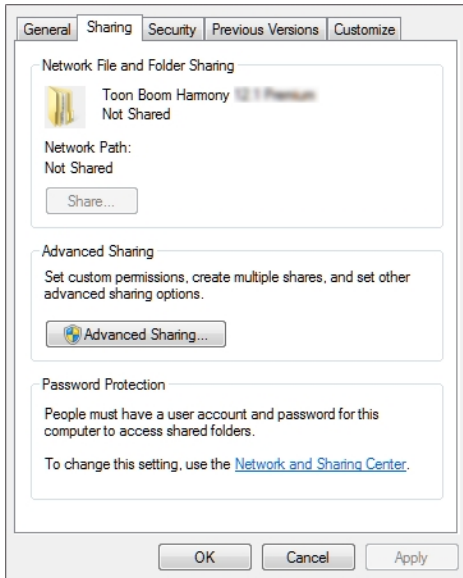 General Sharing Security Previous Versions Customize
Network File and Folder Sharing
Toon Boom Harmony
Not Shared
Network Path:
Not Shared
Share...
Advanced Sharing
Set custom permissions, create multiple shares, and set other
advanced sharing options.
Advanced Sharing...
Password Protection
People must have a user account and password for this
computer to access shared folders.
To change this setting, use the Network and Sharing Center.
OK Cancel Apply